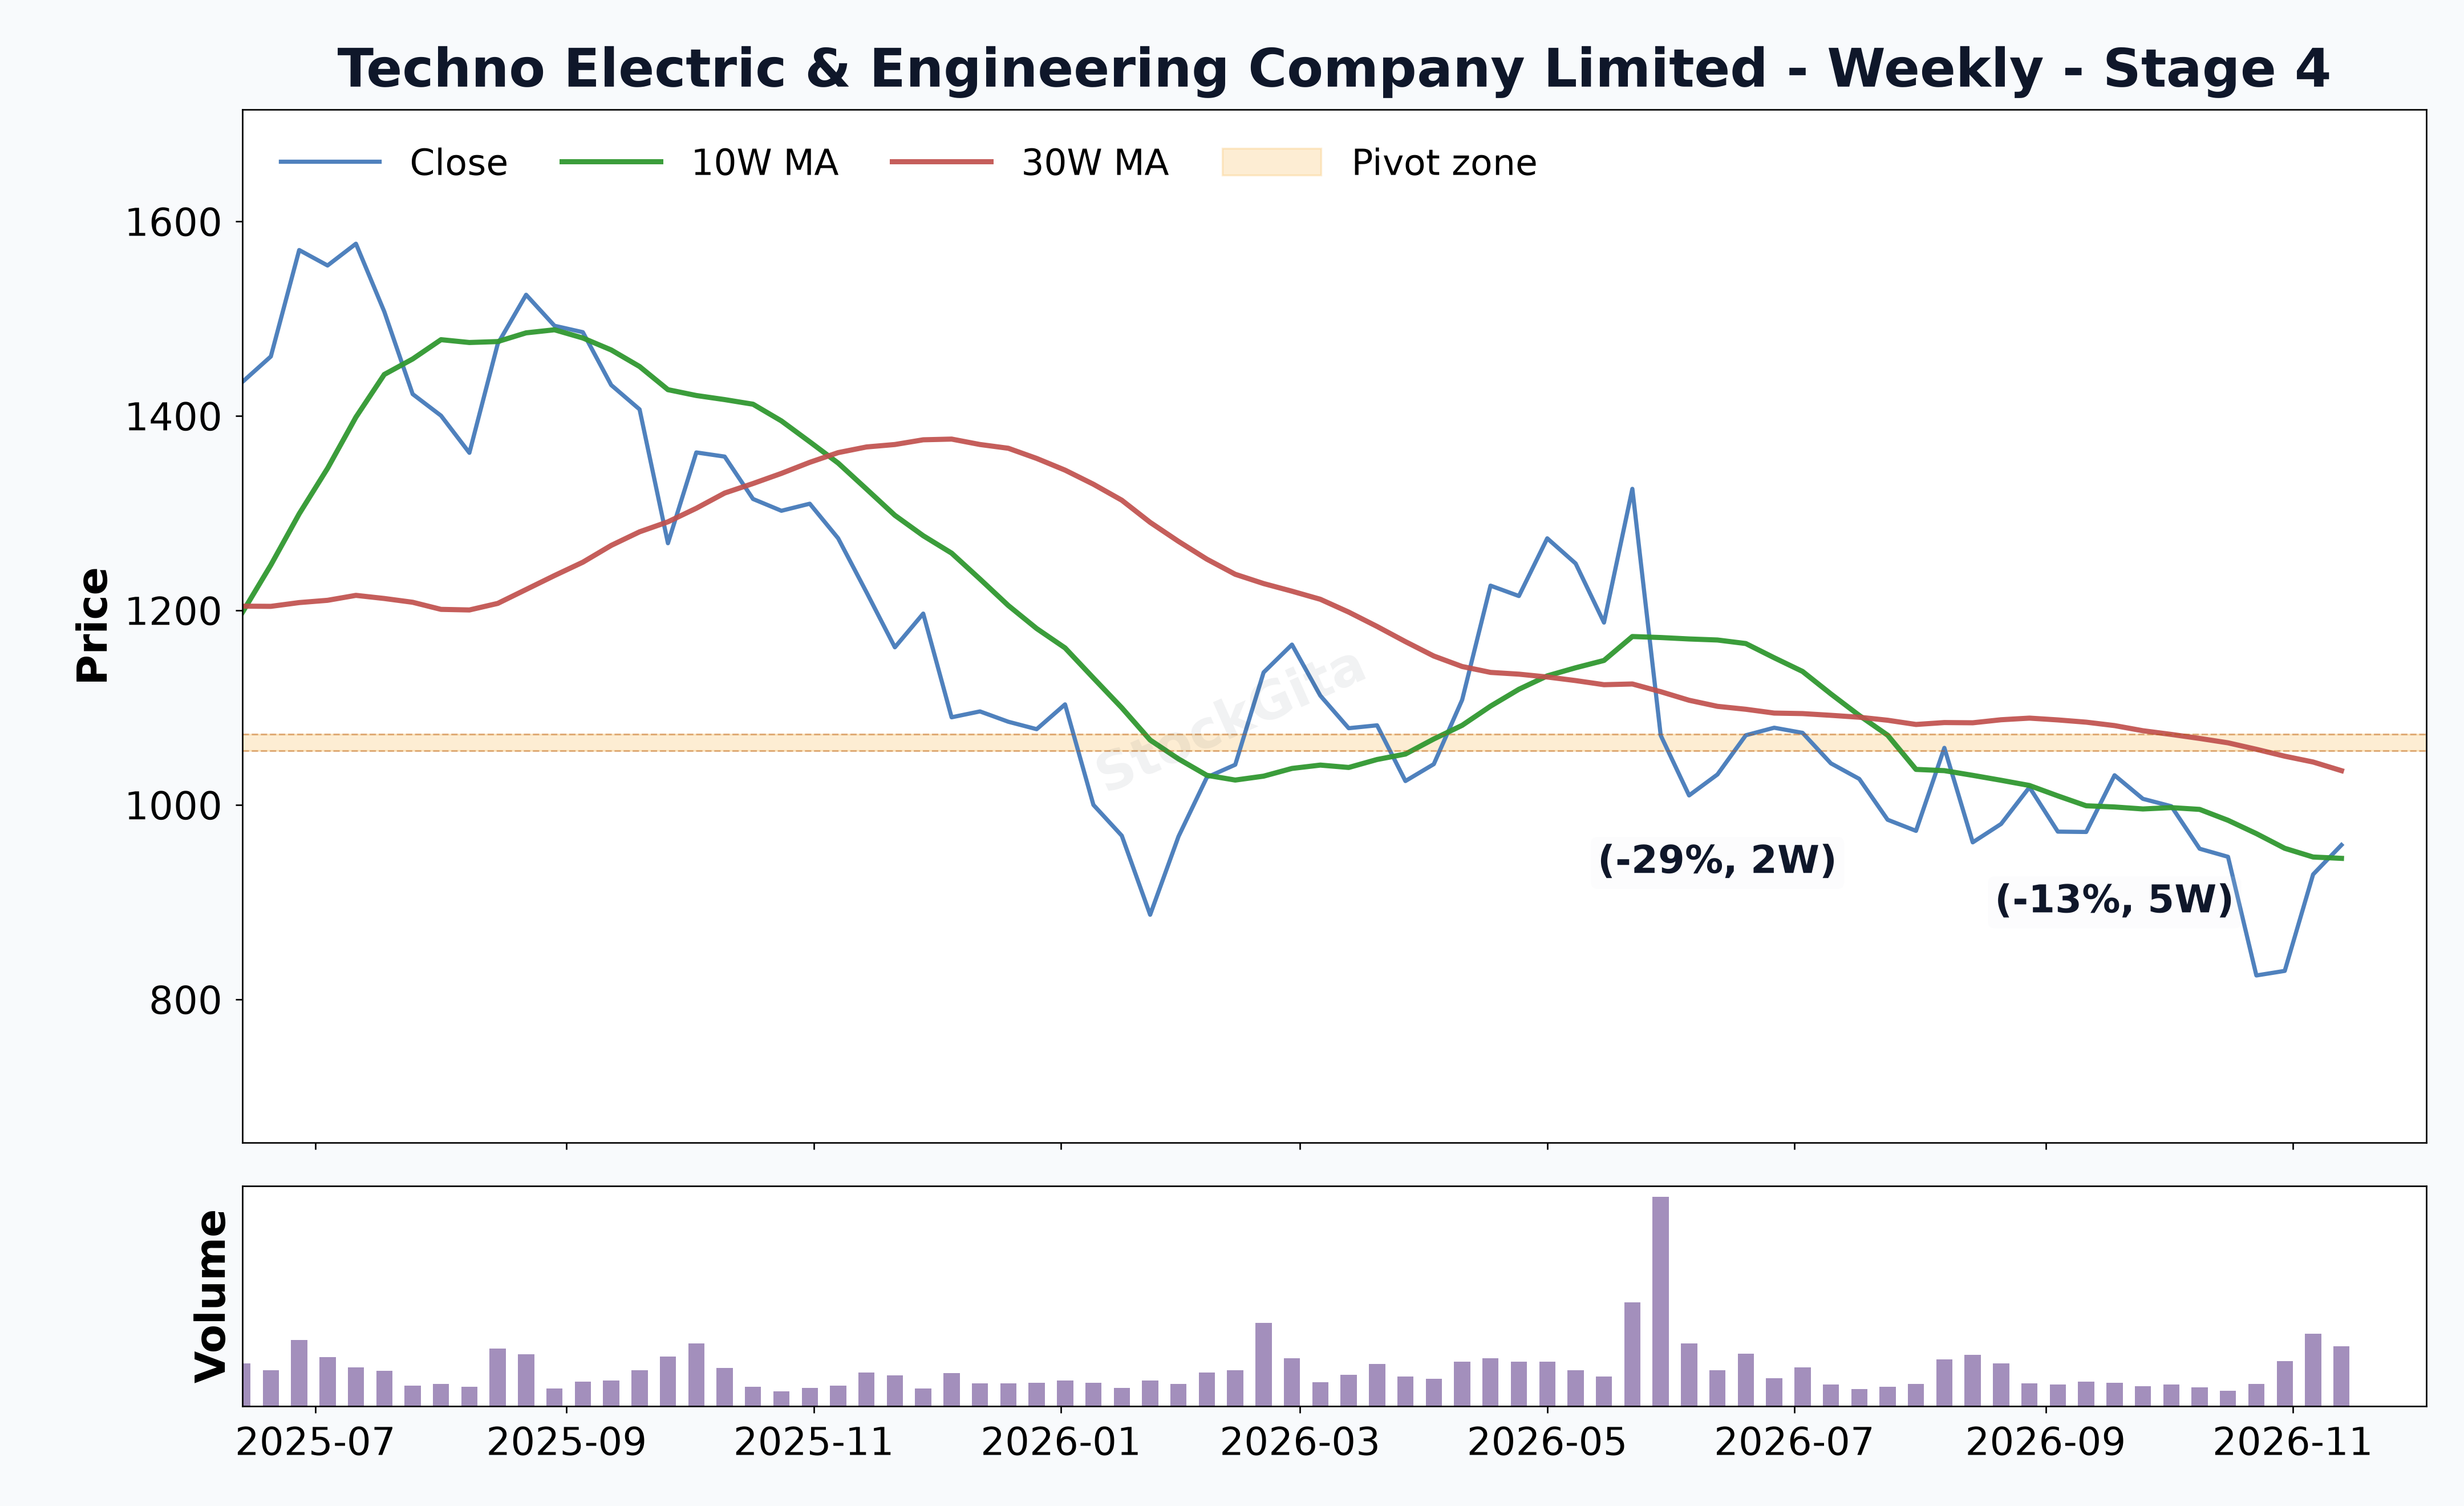 Techno Electric & Engineering Company Limited - Weekly - Stage 4
Close 10W MA 30W MA Pivot zone
1600
1400
1200
1000
800
Price
StockGita
(-29%, 2W)
(-13%, 5W)
Volume
2025-07 2025-09 2025-11 2026-01 2026-03 2026-05 2026-07 2026-09 2026-11